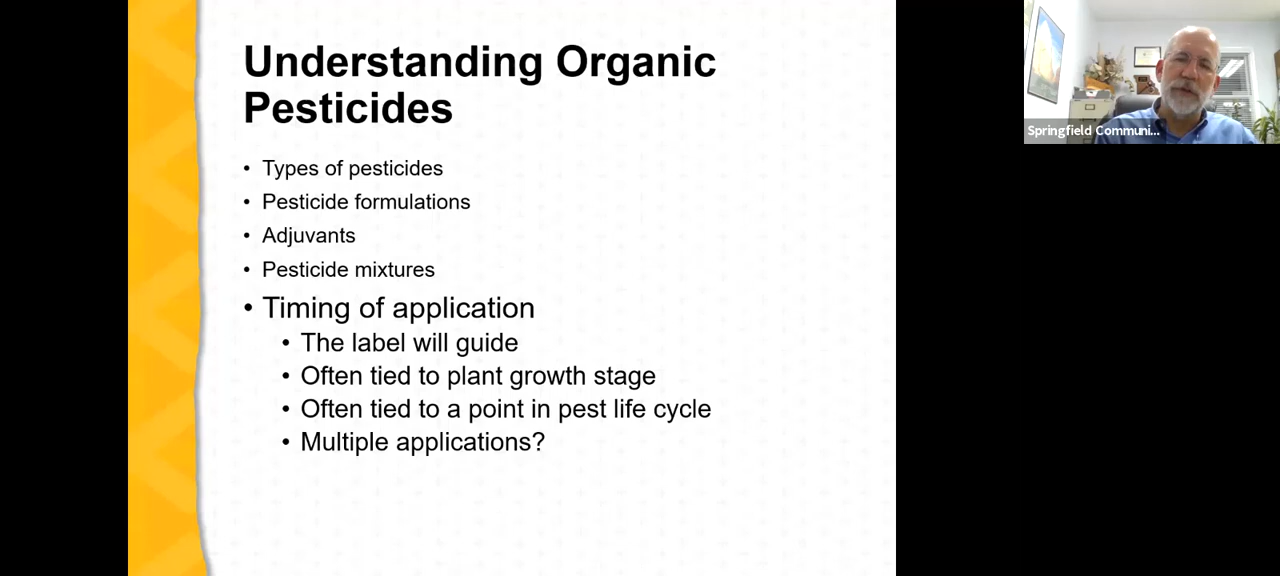 Understanding Organic
Pesticides
• Types of pesticides
• Pesticide formulations
• Adjuvants
• Pesticide mixtures
• Timing of application
• The label will guide
• Often tied to plant growth stage
• Often tied to a point in pest life cycle
• Multiple applications?
Springfield Communi...